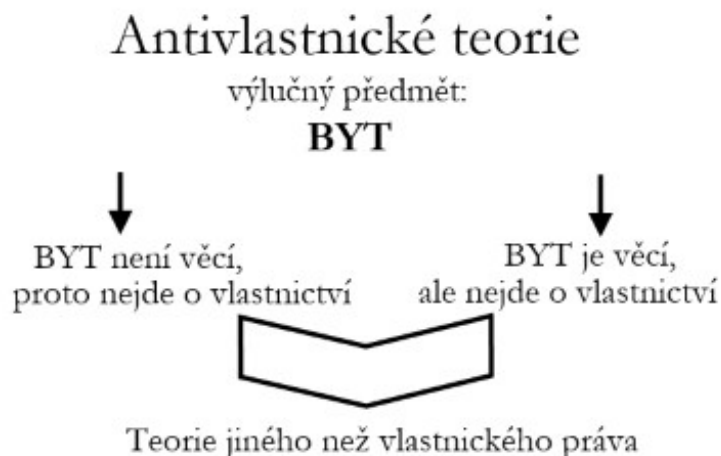 Antivlastnické teorie
výlučný předmět:
BYT
BYT není věcí,
proto nejde o vlastnictví
BYT je věcí,
ale nejde o vlastnictví
Teorie jiného než vlastnického práva